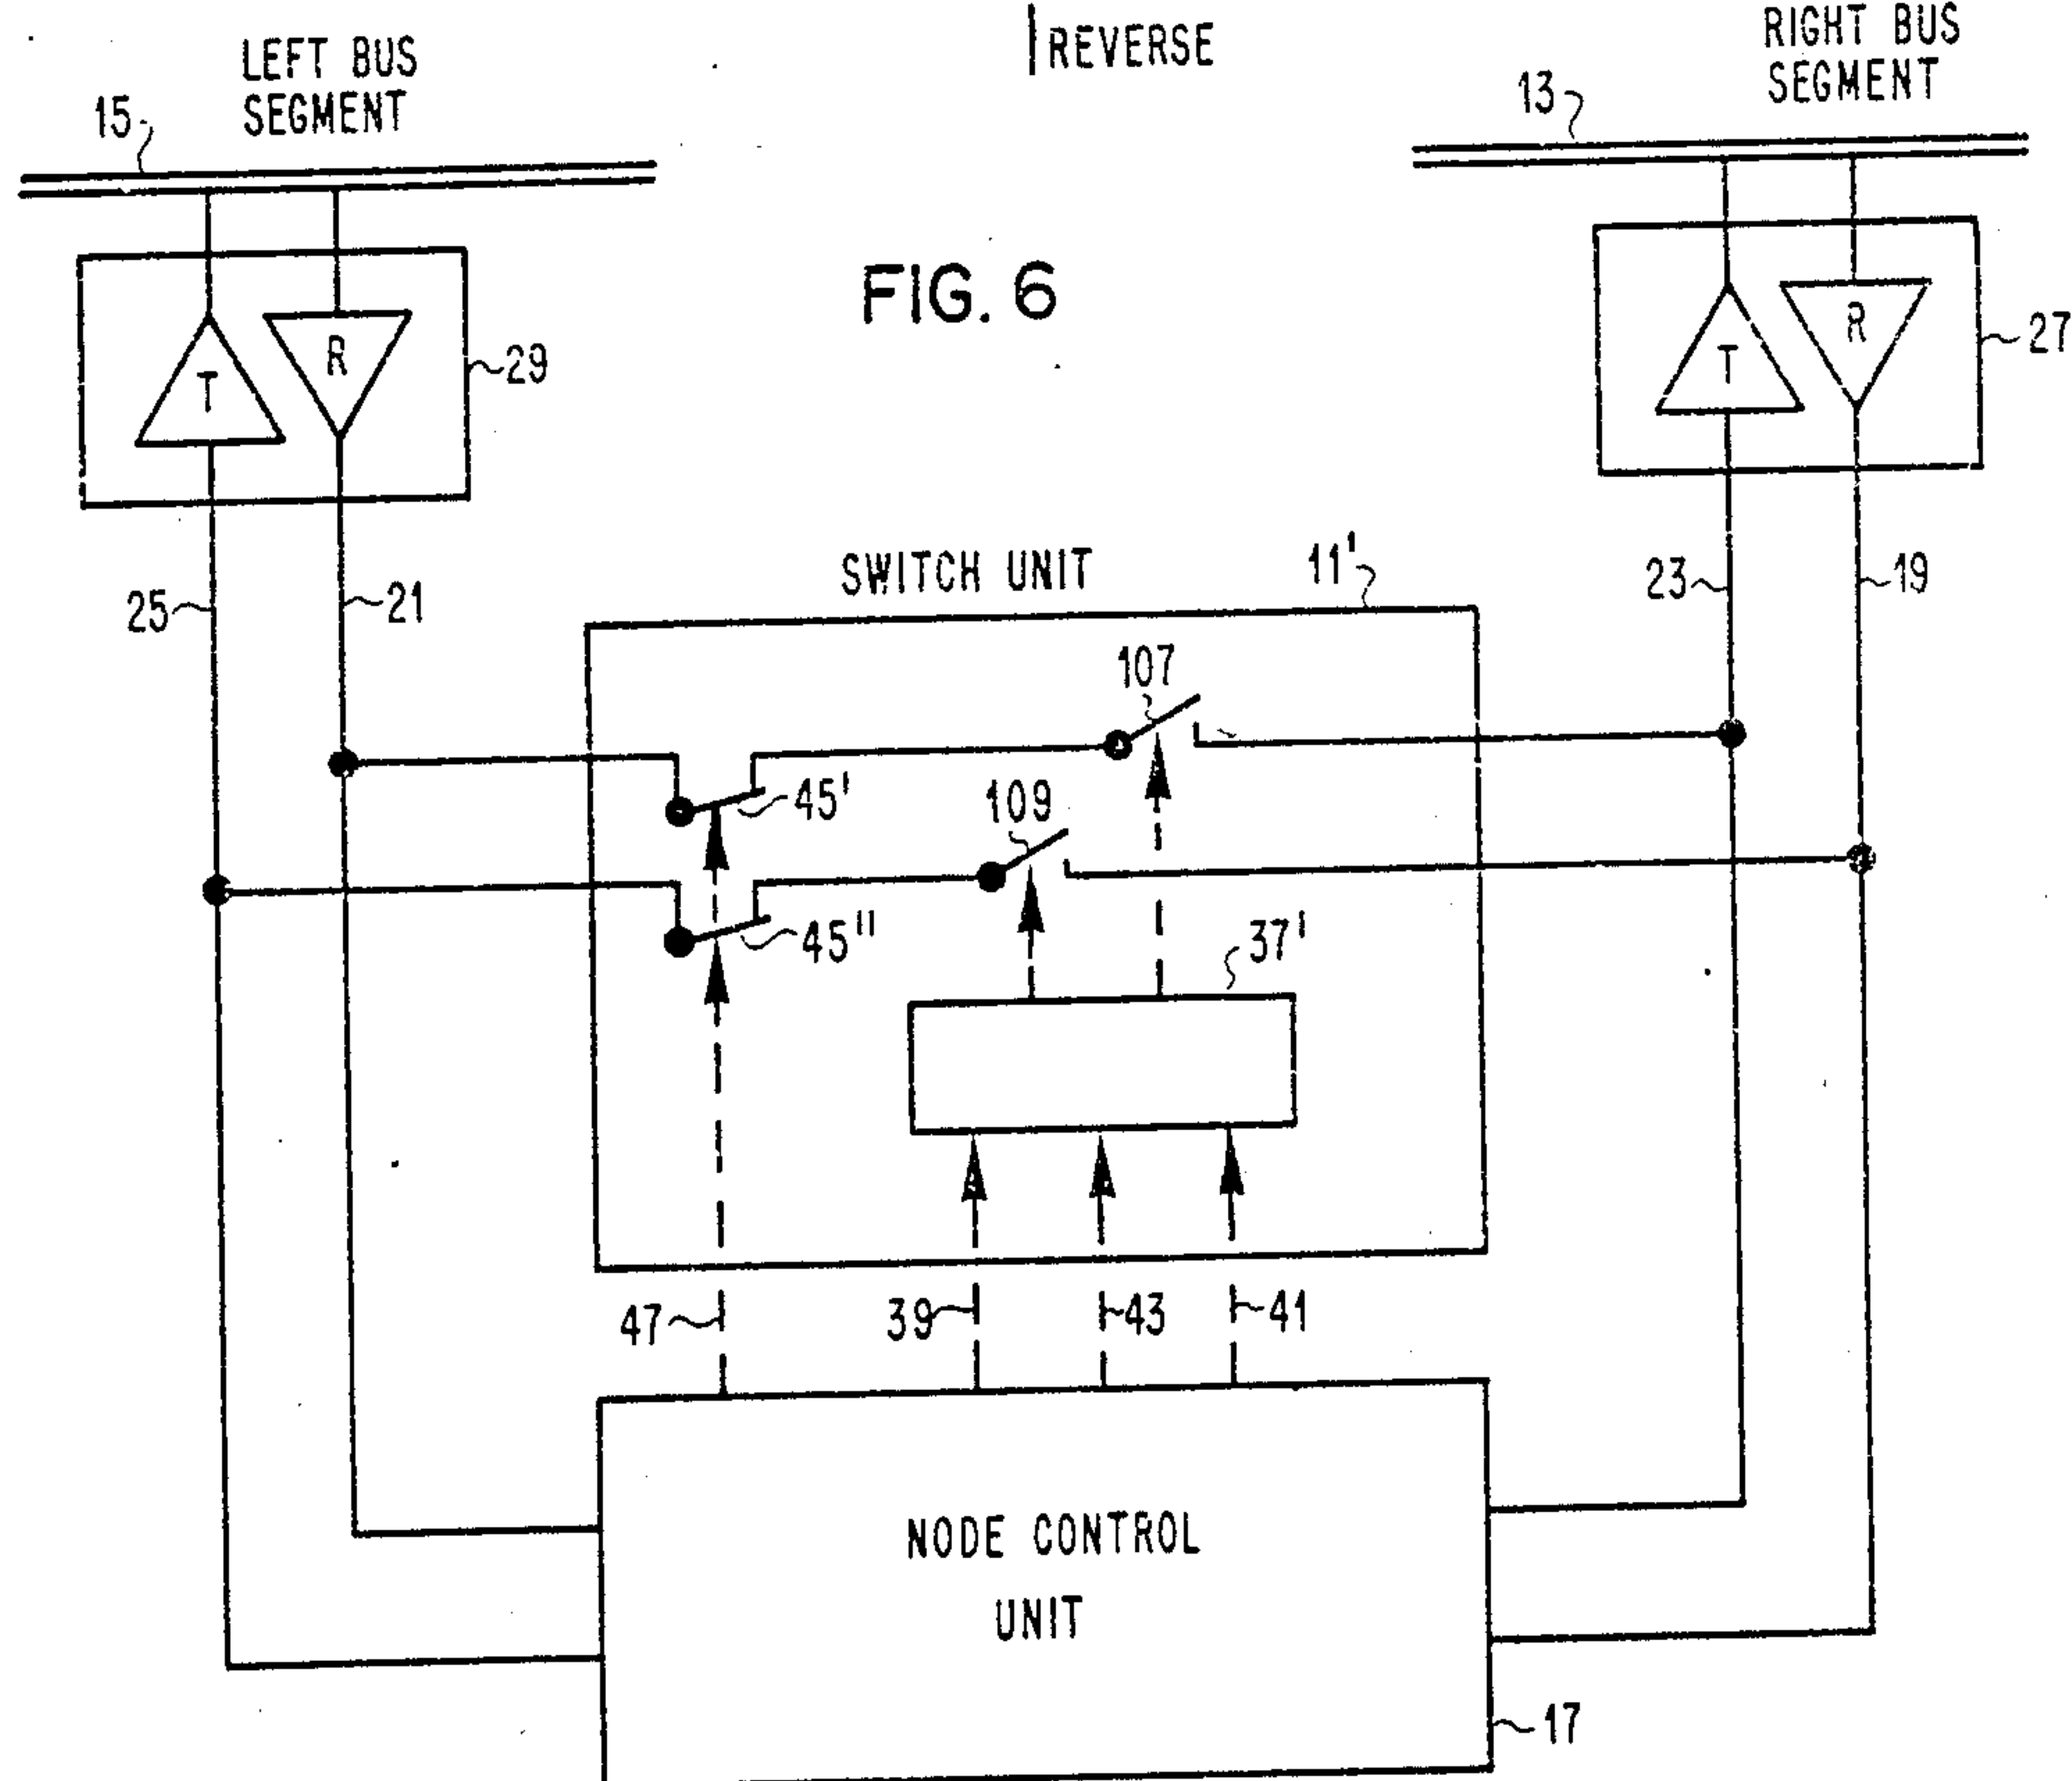 REVERSE
LEFT BUS
SEGMENT
RIGHT BUS
SEGMENT
15
13
FIG. 6
T
R
29
T
R
27
SWITCH UNIT
11'
25
21
23
19
107
45'
109
45"
37'
47
39
43
41
NODE CONTROL
UNIT
17